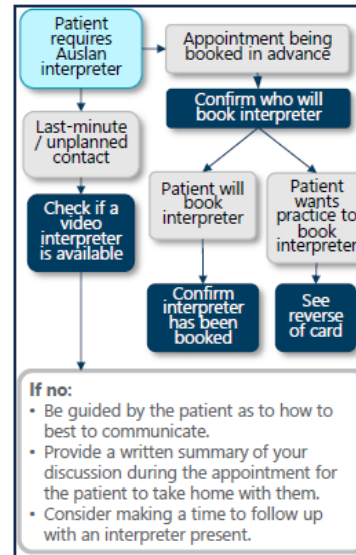 Patient
requires
Auslan
interpreter
Appointment being
booked in advance
Confirm who will
book interpreter
Last-minute
/ unplanned
contact
Check if a
video
interpreter
is available
Patient will
book
interpreter
Patient
wants
practice to
book
interpreter
Confirm
interpreter
has been
booked
See
reverse
of card
If no:
• Be guided by the patient as to how to
best to communicate.
• Provide a written summary of your
discussion during the appointment for
the patient to take home with them.
• Consider making a time to follow up
with an interpreter present.